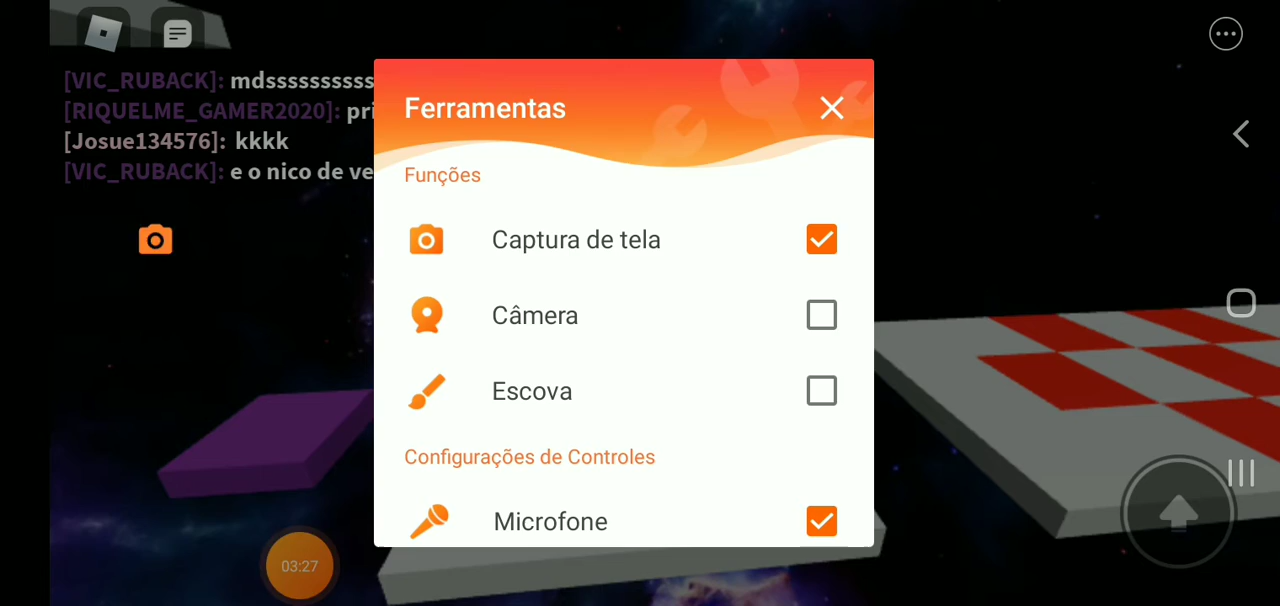 [VIC_RUBACK]: mdssssssssss
[RIQUELME_GAMER2020]: pri
[Josue134576]: kkkk
[VIC_RUBACK]: e o nico de ve
Ferramentas
Funções
Captura de tela
Câmera
Escova
Configurações de Controles
Microfone
03:27